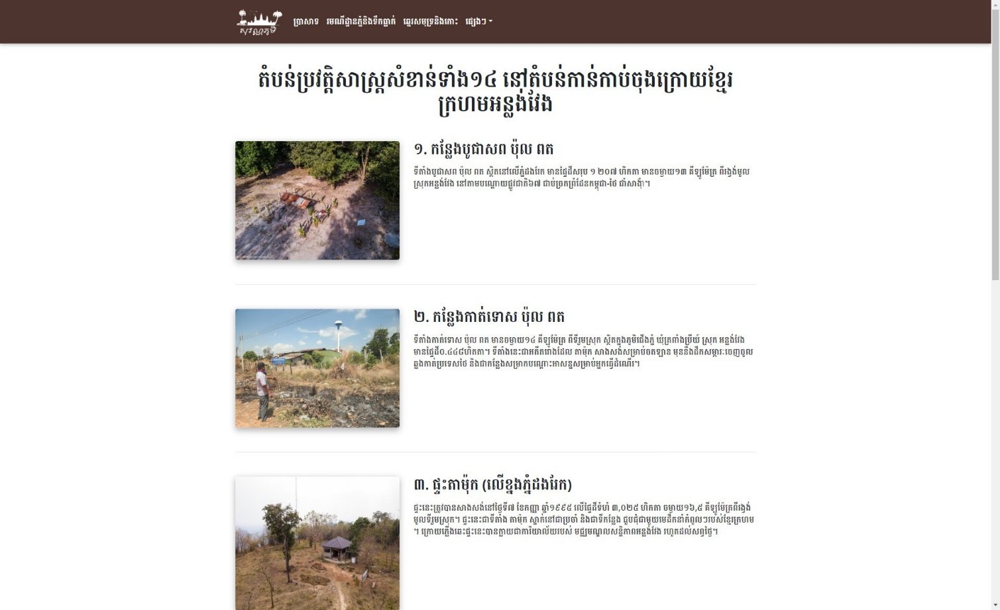 សុវណ្ណភូមិ
ប្រាសាទ រមណីដ្ឋានភ្នំនិងទឹកធ្លាក់ ឆ្នេរសមុទ្រនិងកោះ ផ្សេងៗ
តំបន់ប្រវត្តិសាស្ត្រសំខាន់ទាំង១៤ នៅតំបន់កាន់កាប់ចុងក្រោយខ្មែរ
ក្រហមអន្លង់វែង
១. កន្លែងបូជាសព ប៉ុល ពត
ទីតាំងបូជាសព ប៉ុល ពត ស្ថិតនៅលើភ្នំដងរែក មានផ្ទៃដីសរុប ១ ២០៧ ហិកតា មានចម្ងាយ១៣ គីឡូម៉ែត្រ ពីរង្វង់មូល
ស្រុកអន្លង់វែង នៅតាមបណ្តោយផ្លូវជាតិ៦៧ ជាប់ច្រកព្រំដែនកម្ពុជា-ថៃ ជាំសាង៉ាំ។
២. កន្លែងកាត់ទោស ប៉ុល ពត
ទីតាំងកាត់ទោស ប៉ុល ពត មានចម្ងាយ១៤ គីឡូម៉ែត្រ ពីទីរួមស្រុក ស្ថិតក្នុងភូមិជើងភ្នំ ឃុំត្រពាំងប្រីយ៍ ស្រុក អន្លង់វែង
មានផ្ទៃដី០.៤៤៨ហិកតា។ ទីតាំងនេះជាអតីតរោងដែល តាម៉ុក សាងសង់សម្រាប់ចតឡាន មុននឹងដឹកសម្ភារៈចេញចូល
ឆ្លងកាត់ប្រទេសថៃ និងជាកន្លែងសម្រាកបណ្តោះអាសន្នសម្រាប់អ្នកធ្វើដំណើរ។
៣. ផ្ទះតាម៉ុក (លើខ្នងភ្នំដងរែក)
ផ្ទះនេះត្រូវបានសាងសង់នៅថ្ងៃទី៧ ខែកញ្ញា ឆ្នាំ១៩៩៥ លើផ្ទៃដីទំហំ ៣,០២៥ ហិកតា ចម្ងាយ១៦,៥ គីឡូម៉ែត្រពីរង្វង់
មូលទីរួមស្រុក។ ផ្ទះនេះជាទីតាំង តាម៉ុក ស្នាក់នៅជាប្រចាំ និងជាទីកន្លែង ជួបជុំជាមួយមេដឹកនាំកំពូលៗរបស់ខ្មែរក្រហម
។ ក្រោយភ្លើងឆេះផ្ទះនេះបានក្លាយជាការិយាល័យរបស់ មជ្ឈមណ្ឌលសន្តិភាពអន្លង់វែង រហូតដល់សព្វថ្ងៃ។